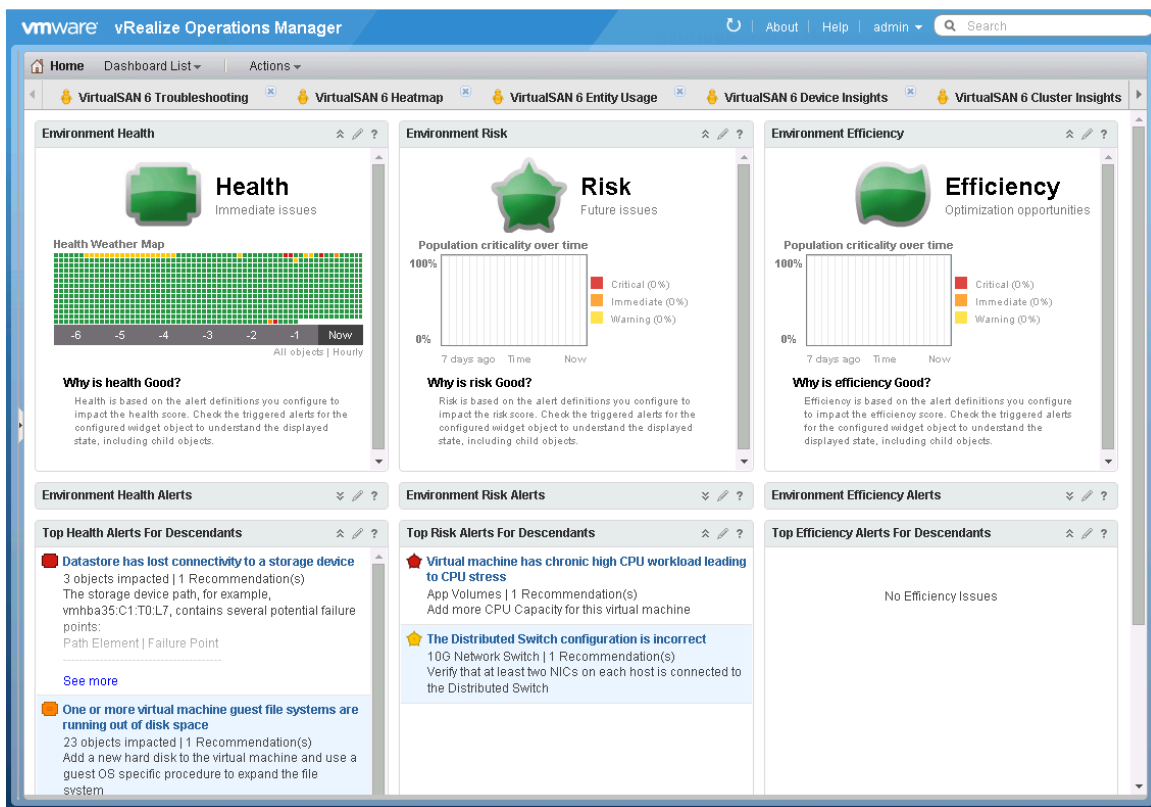 vmware vRealize Operations Manager
About Help admin Search
Home Dashboard List Actions
VirtualSAN 6 Troubleshooting VirtualSAN 6 Heatmap VirtualSAN 6 Entity Usage VirtualSAN 6 Device Insights VirtualSAN 6 Cluster Insights
Environment Health ?
Health
Immediate issues
Health Weather Map
-6 -5 -4 -3 -2 -1 Now
All objects | Hourly
Why is health Good?
Health is based on the alert definitions you configure to
impact the health score. Check the triggered alerts for the
configured widget object to understand the displayed
state, including child objects.
Environment Risk ?
Risk
Future issues
Population criticality over time
100%
Critical (0%)
Immediate (0%)
Warning (0%)
0%
7 days ago Time Now
Why is risk Good?
Risk is based on the alert definitions you configure to
impact the risk score. Check the triggered alerts for the
configured widget object to understand the displayed
state, including child objects.
Environment Efficiency ?
Efficiency
Optimization opportunities
Population criticality over time
100%
Critical (0%)
Immediate (0%)
Warning (0%)
0%
7 days ago Time Now
Why is efficiency Good?
Efficiency is based on the alert definitions you configure
to impact the efficiency score. Check the triggered alerts
for the configured widget object to understand the
displayed state, including child objects.
Environment Health Alerts ?
Environment Risk Alerts ?
Environment Efficiency Alerts ?
Top Health Alerts For Descendants ?
Datastore has lost connectivity to a storage device
3 objects impacted | 1 Recommendation(s)
The storage device path, for example,
vmhba35:C1:T0:L7, contains several potential failure
points:
Path Element | Failure Point
----------------------------------------
See more
One or more virtual machine guest file systems are
running out of disk space
23 objects impacted | 1 Recommendation(s)
Add a new hard disk to the virtual machine and use a
guest OS specific procedure to expand the file
system
Top Risk Alerts For Descendants ?
Virtual machine has chronic high CPU workload leading
to CPU stress
App Volumes | 1 Recommendation(s)
Add more CPU Capacity for this virtual machine
The Distributed Switch configuration is incorrect
10G Network Switch | 1 Recommendation(s)
Verify that at least two NICs on each host is connected to
the Distributed Switch
Top Efficiency Alerts For Descendants ?
No Efficiency Issues